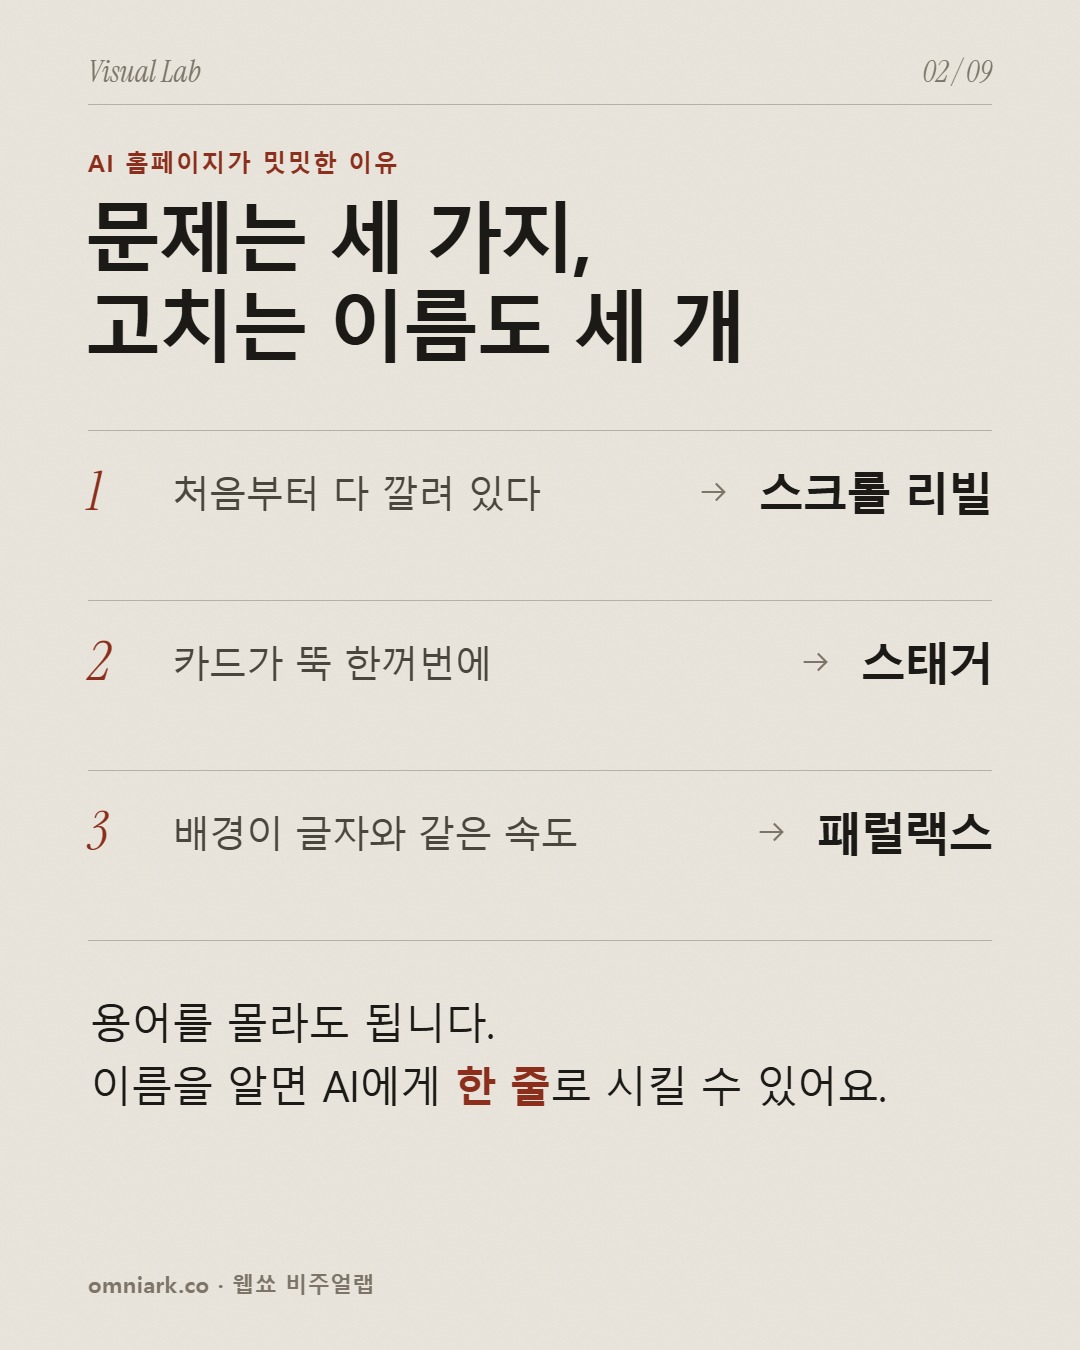 Visual Lab
02/09
AI 홈페이지가 밋밋한 이유
문제는 세 가지,
고치는 이름도 세 개
1 처음부터 다 깔려 있다 → 스크롤 리빌
2 카드가 뚝 한꺼번에 → 스태거
3 배경이 글자와 같은 속도 → 패럴랙스
용어를 몰라도 됩니다.
이름을 알면 AI에게 한 줄로 시킬 수 있어요.
omniark.co · 웹쑈 비주얼랩